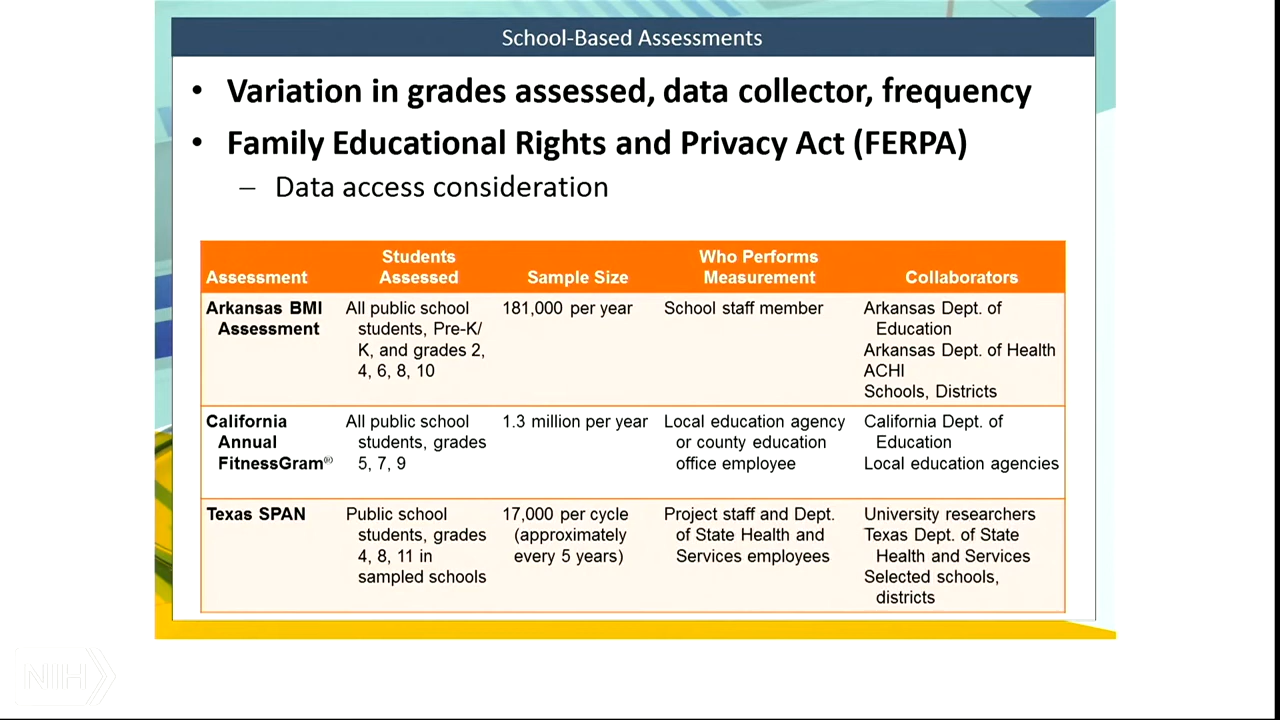 School-Based Assessments
• Variation in grades assessed, data collector, frequency
• Family Educational Rights and Privacy Act (FERPA)
– Data access consideration
Assessment
Students
Assessed
Sample Size
Who Performs
Measurement
Collaborators
Arkansas BMI
Assessment
All public school
students, Pre-K/
K, and grades 2,
4, 6, 8, 10
181,000 per year
School staff member
Arkansas Dept. of
Education
Arkansas Dept. of Health
ACHI
Schools, Districts
California
Annual
FitnessGram®
All public school
students, grades
5, 7, 9
1.3 million per year
Local education agency
or county education
office employee
California Dept. of
Education
Local education agencies
Texas SPAN
Public school
students, grades
4, 8, 11 in
sampled schools
17,000 per cycle
(approximately
every 5 years)
Project staff and Dept.
of State Health and
Services employees
University researchers
Texas Dept. of State
Health and Services
Selected schools,
districts
NIH